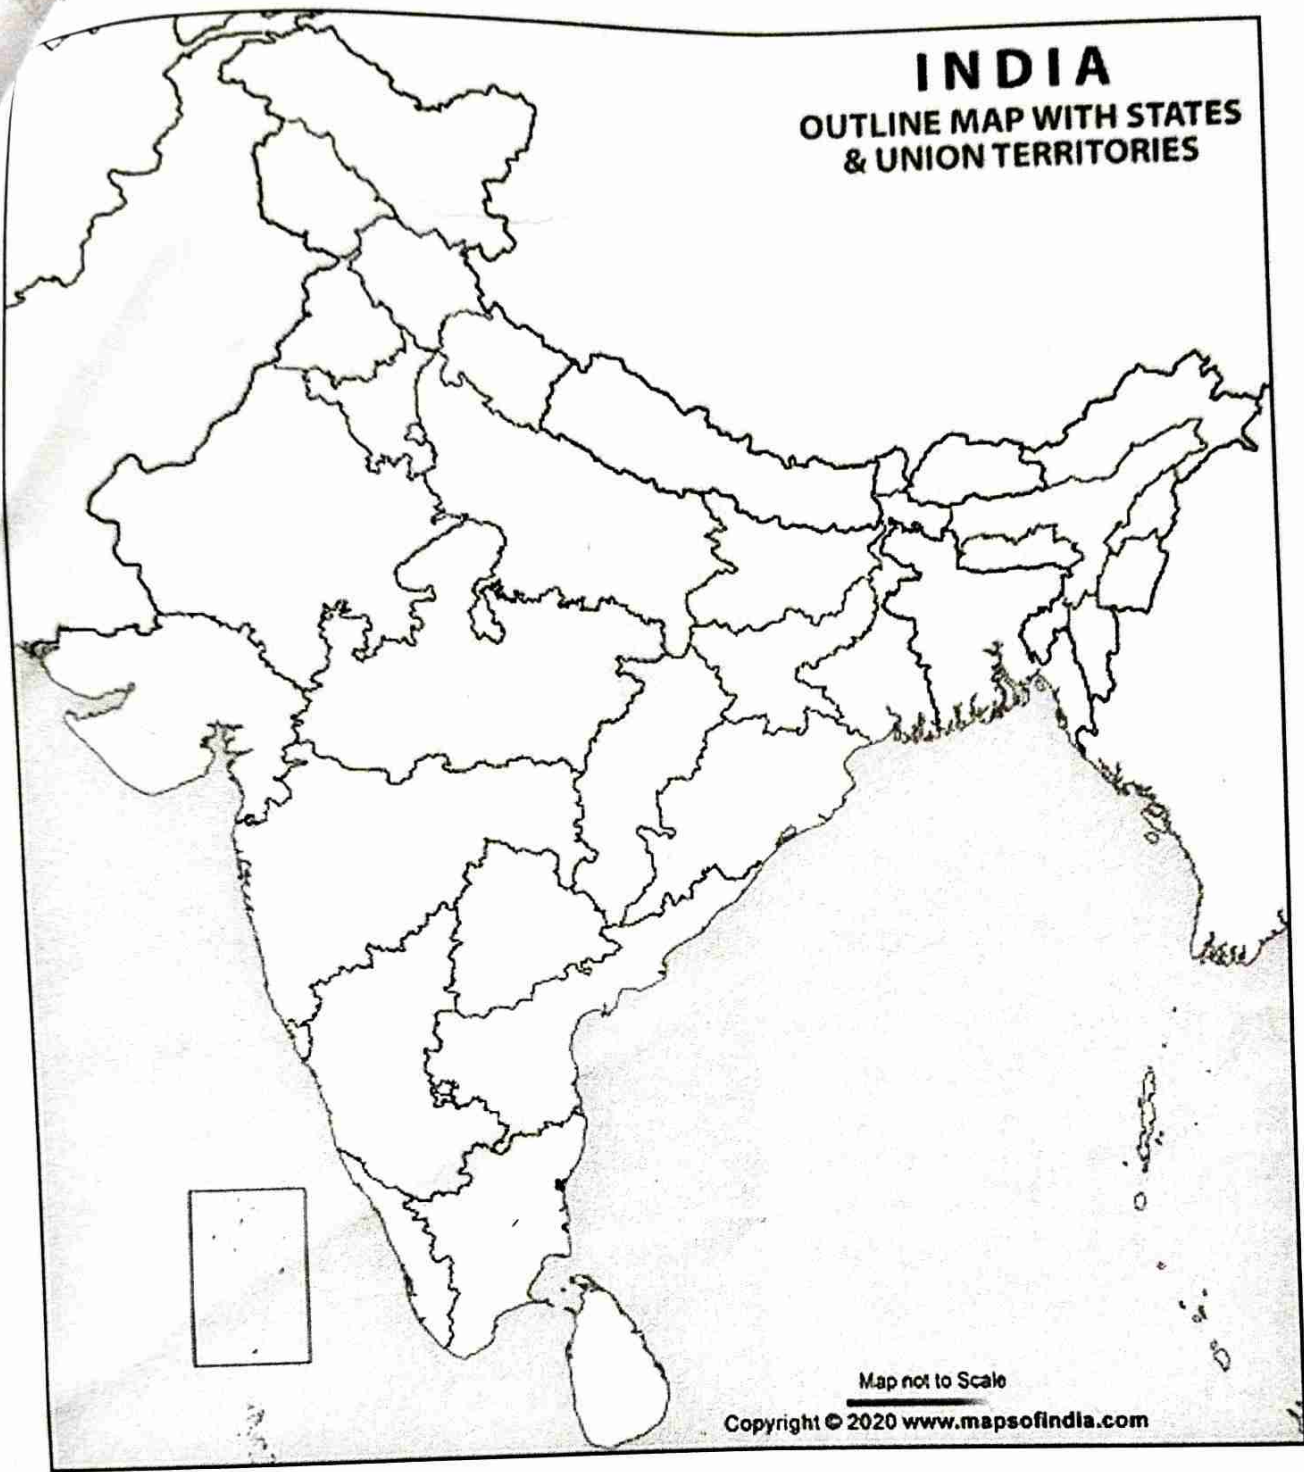 INDIA
OUTLINE MAP WITH STATES
& UNION TERRITORIES
Map not to Scale
Copyright © 2020 www.mapsofindia.com